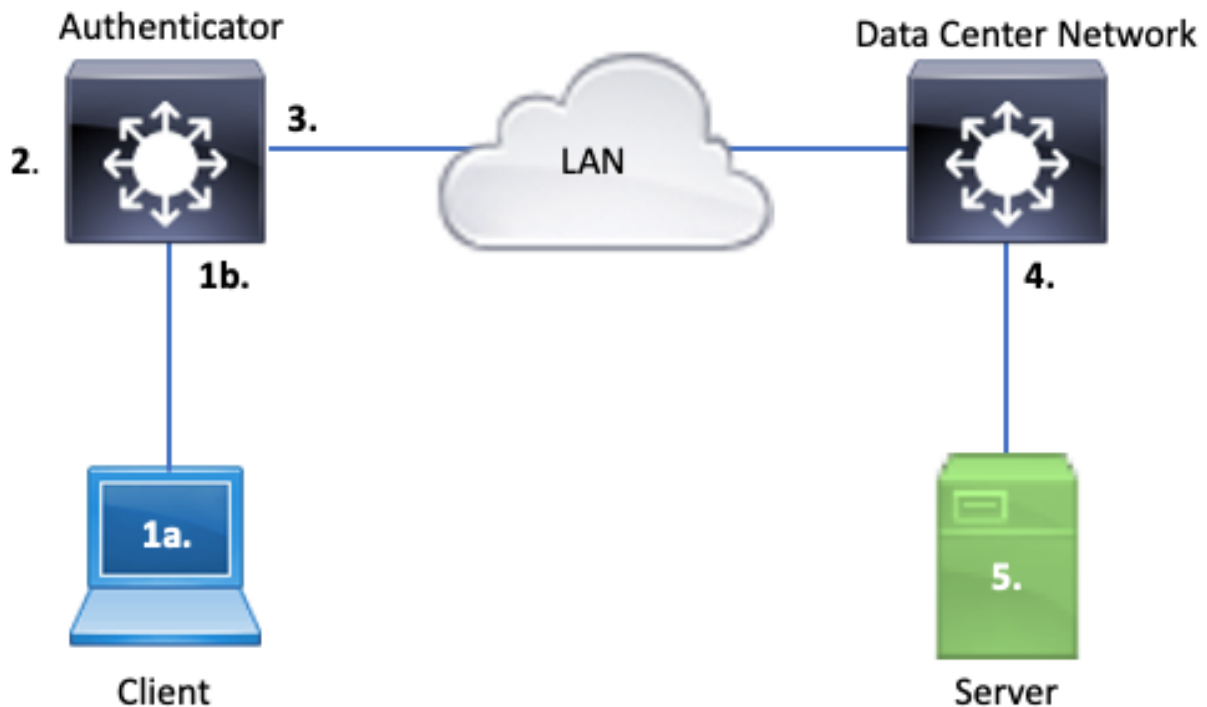 Authenticator
Data Center Network
3.
2.
LAN
1b.
4.
1a.
5.
Client
Server